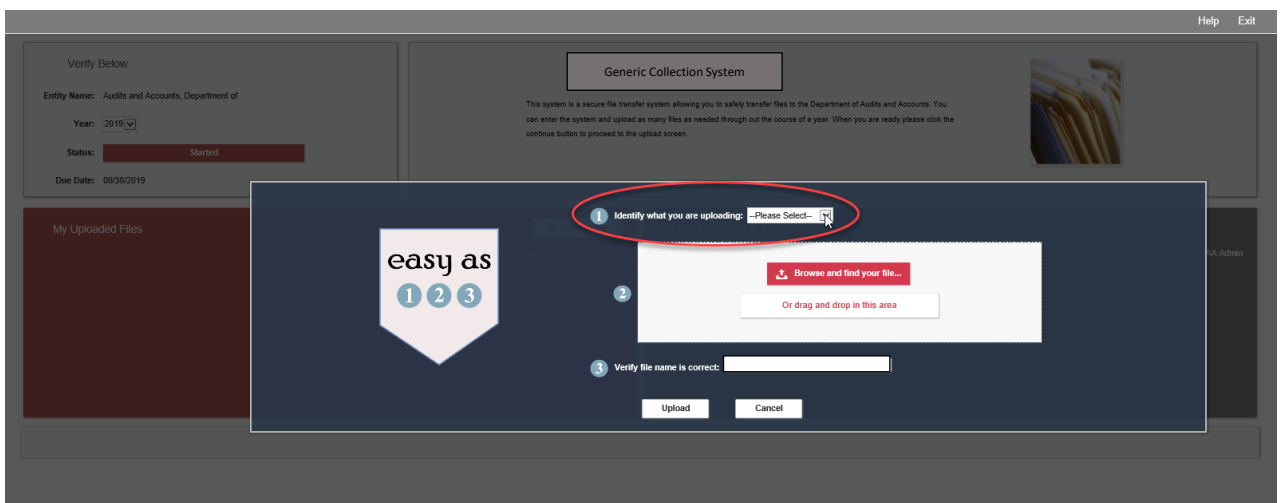 Help Exit
Verify Below
Entity Name: Audits and Accounts, Department of
Year: 2019
Status: Started
Due Date: 06/30/2019
Generic Collection System
This system is a secure file transfer system allowing you to safely transfer files to the Department of Audits and Accounts. You
can enter the system and upload as many files as needed through out the course of a year. When you are ready please click the
continue button to proceed to the upload screen.
My Uploaded Files
AA Admin
easy as
1 2 3
1 Identify what you are uploading: --Please Select--
2
Browse and find your file...
Or drag and drop in this area
3 Verify file name is correct:
Upload Cancel